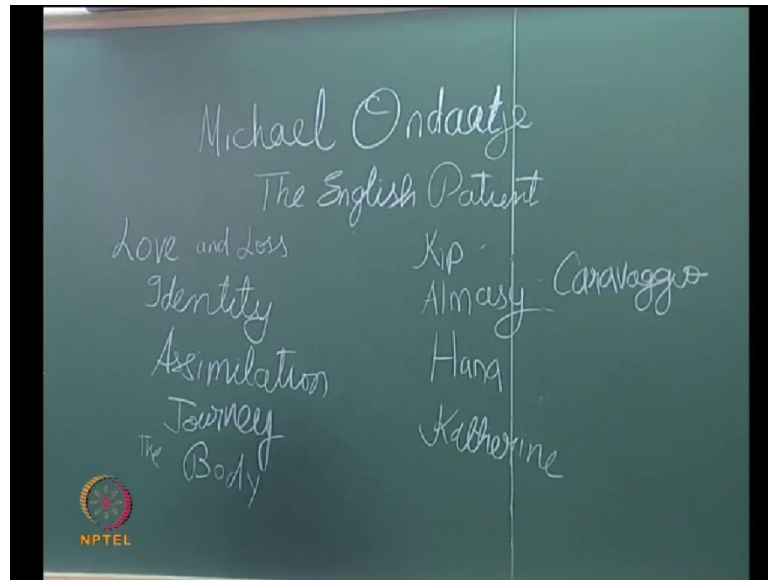 Michael Ondaatje
The English Patient
Love and Loss
Identity
Assimilation
Journey
The Body
Kip -
Almasy - Caravaggio
Hana
Katherine
NPTEL